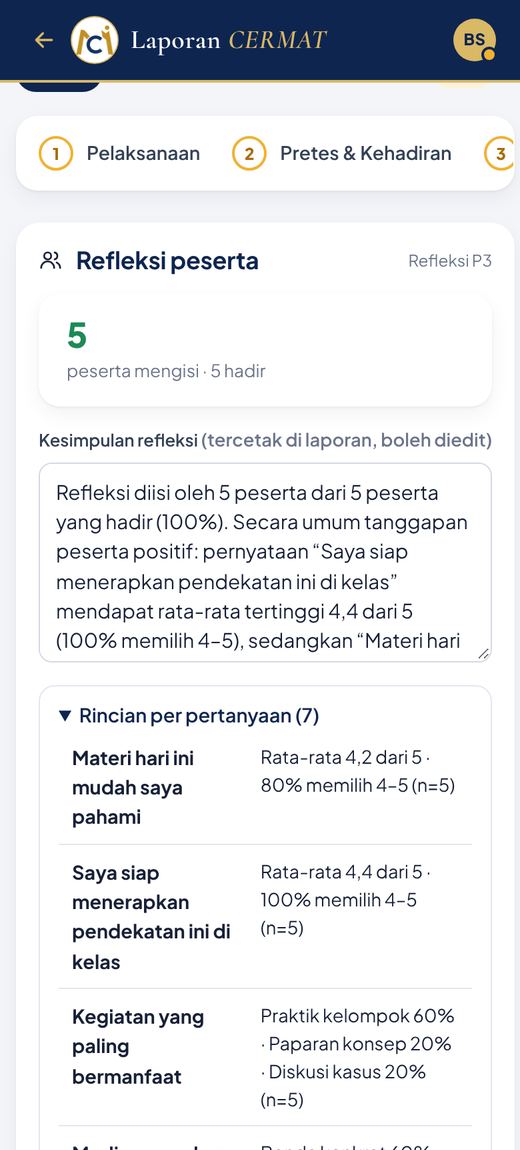 Laporan CERMAT
BS
1 Pelaksanaan 2 Pretes & Kehadiran 3
Refleksi peserta Refleksi P3
5
peserta mengisi · 5 hadir
Kesimpulan refleksi (tercetak di laporan, boleh diedit)
Refleksi diisi oleh 5 peserta dari 5 peserta
yang hadir (100%). Secara umum tanggapan
peserta positif: pernyataan “Saya siap
menerapkan pendekatan ini di kelas”
mendapat rata-rata tertinggi 4,4 dari 5
(100% memilih 4–5), sedangkan “Materi hari
▼ Rincian per pertanyaan (7)
Materi hari ini
mudah saya
pahami
Rata-rata 4,2 dari 5 ·
80% memilih 4–5 (n=5)
Saya siap
menerapkan
pendekatan ini di
kelas
Rata-rata 4,4 dari 5 ·
100% memilih 4–5
(n=5)
Kegiatan yang
paling
bermanfaat
Praktik kelompok 60%
· Paparan konsep 20%
· Diskusi kasus 20%
(n=5)